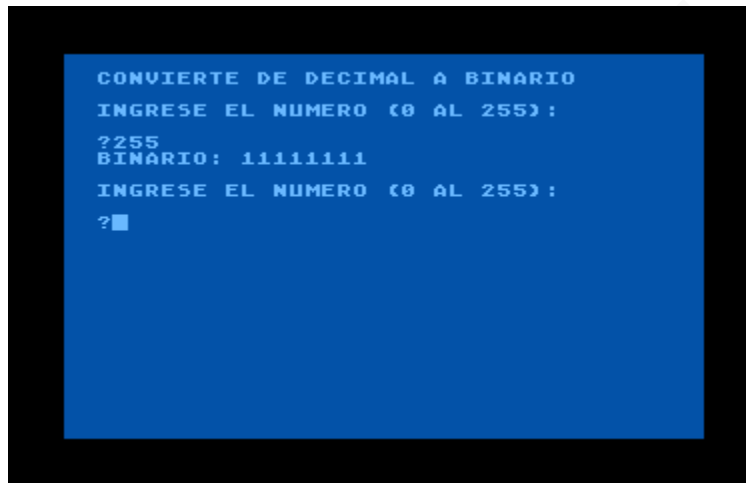 CONVIERTE DE DECIMAL A BINARIO
INGRESE EL NUMERO (0 AL 255):
?255
BINARIO: 11111111
INGRESE EL NUMERO (0 AL 255):
?